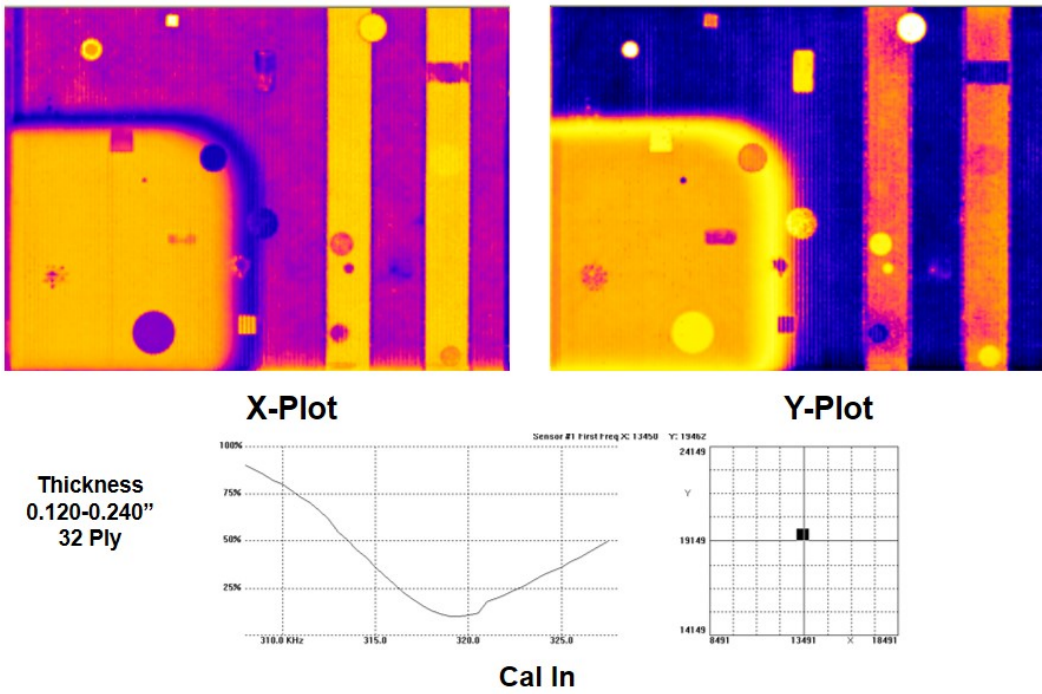 X-Plot
Y-Plot
Thickness
0.120-0.240”
32 Ply
Sensor #1 First Freq X: 13450 Y: 19462
100%
75%
50%
25%
310.0 KHz
315.0
320.0
325.0
24149
Y
19149
14149
8491
13491
X
18491
Cal In